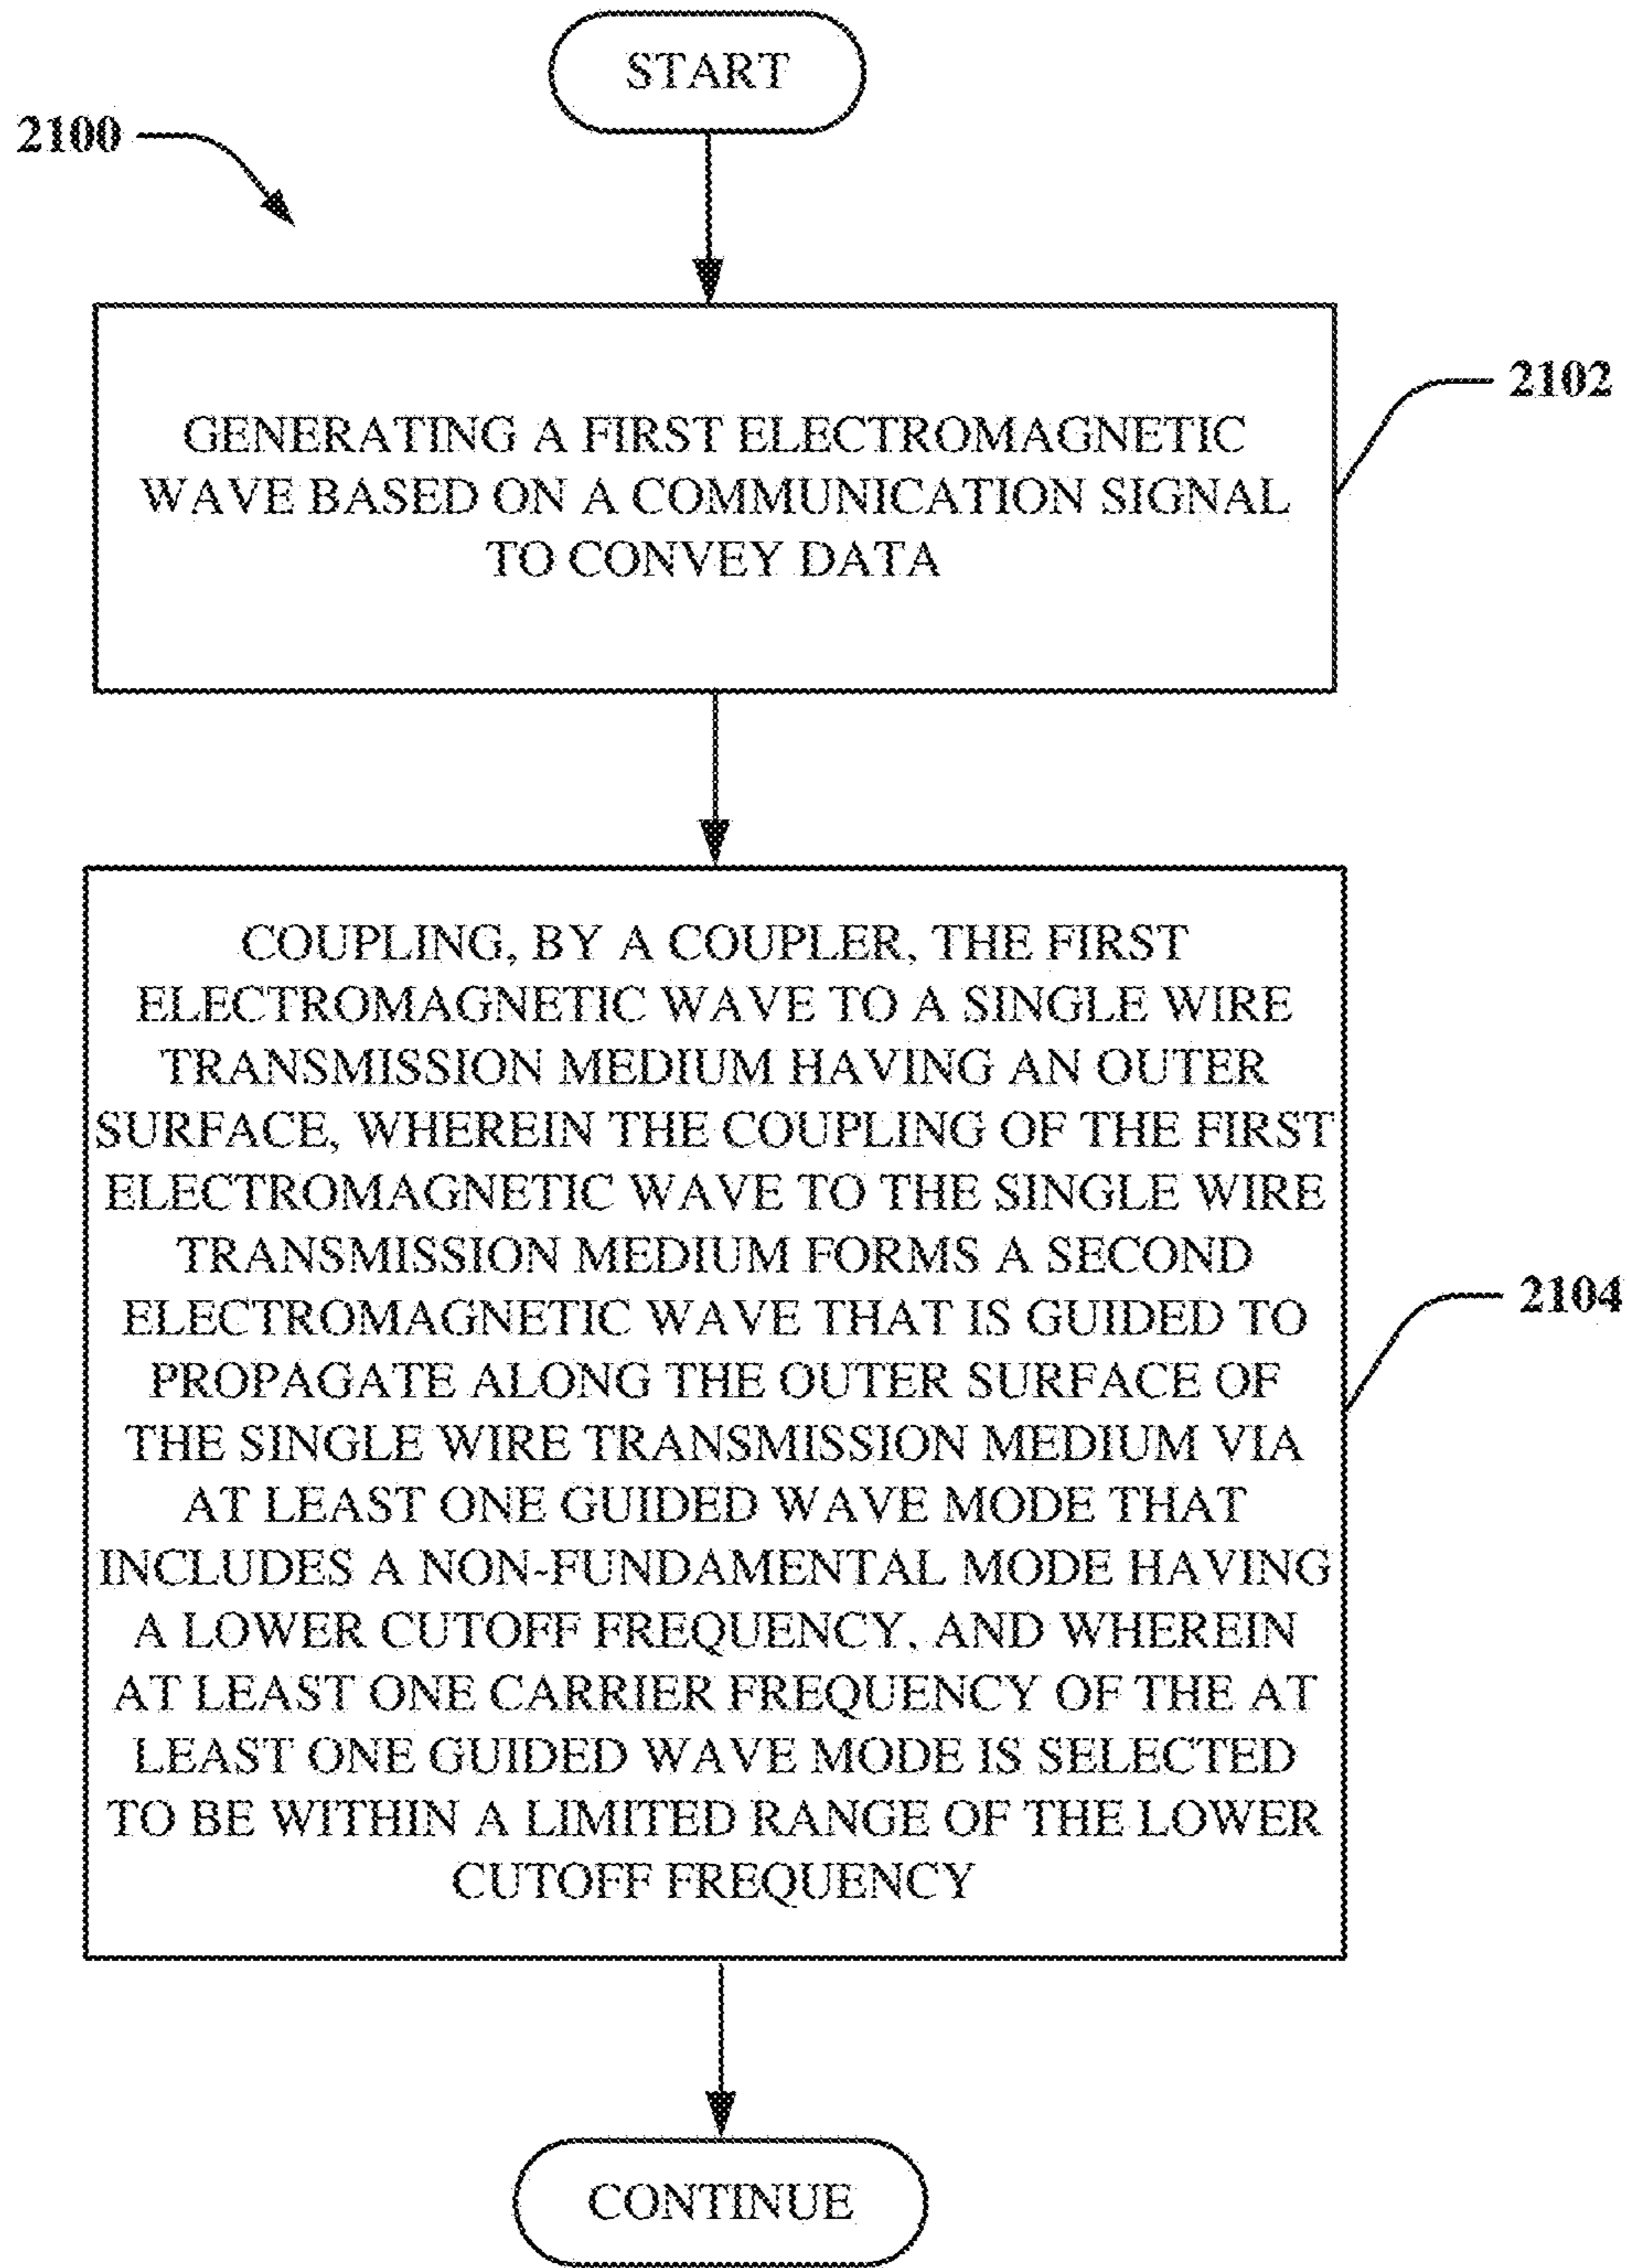 START
2100
2102
GENERATING A FIRST ELECTROMAGNETIC
WAVE BASED ON A COMMUNICATION SIGNAL
TO CONVEY DATA
COUPLING, BY A COUPLER, THE FIRST
ELECTROMAGNETIC WAVE TO A SINGLE WIRE
TRANSMISSION MEDIUM HAVING AN OUTER
SURFACE, WHEREIN THE COUPLING OF THE FIRST
ELECTROMAGNETIC WAVE TO THE SINGLE WIRE
TRANSMISSION MEDIUM FORMS A SECOND
ELECTROMAGNETIC WAVE THAT IS GUIDED TO
PROPAGATE ALONG THE OUTER SURFACE OF
THE SINGLE WIRE TRANSMISSION MEDIUM VIA
AT LEAST ONE GUIDED WAVE MODE THAT
INCLUDES A NON-FUNDAMENTAL MODE HAVING
A LOWER CUTOFF FREQUENCY, AND WHEREIN
AT LEAST ONE CARRIER FREQUENCY OF THE AT
LEAST ONE GUIDED WAVE MODE IS SELECTED
TO BE WITHIN A LIMITED RANGE OF THE LOWER
CUTOFF FREQUENCY
2104
CONTINUE